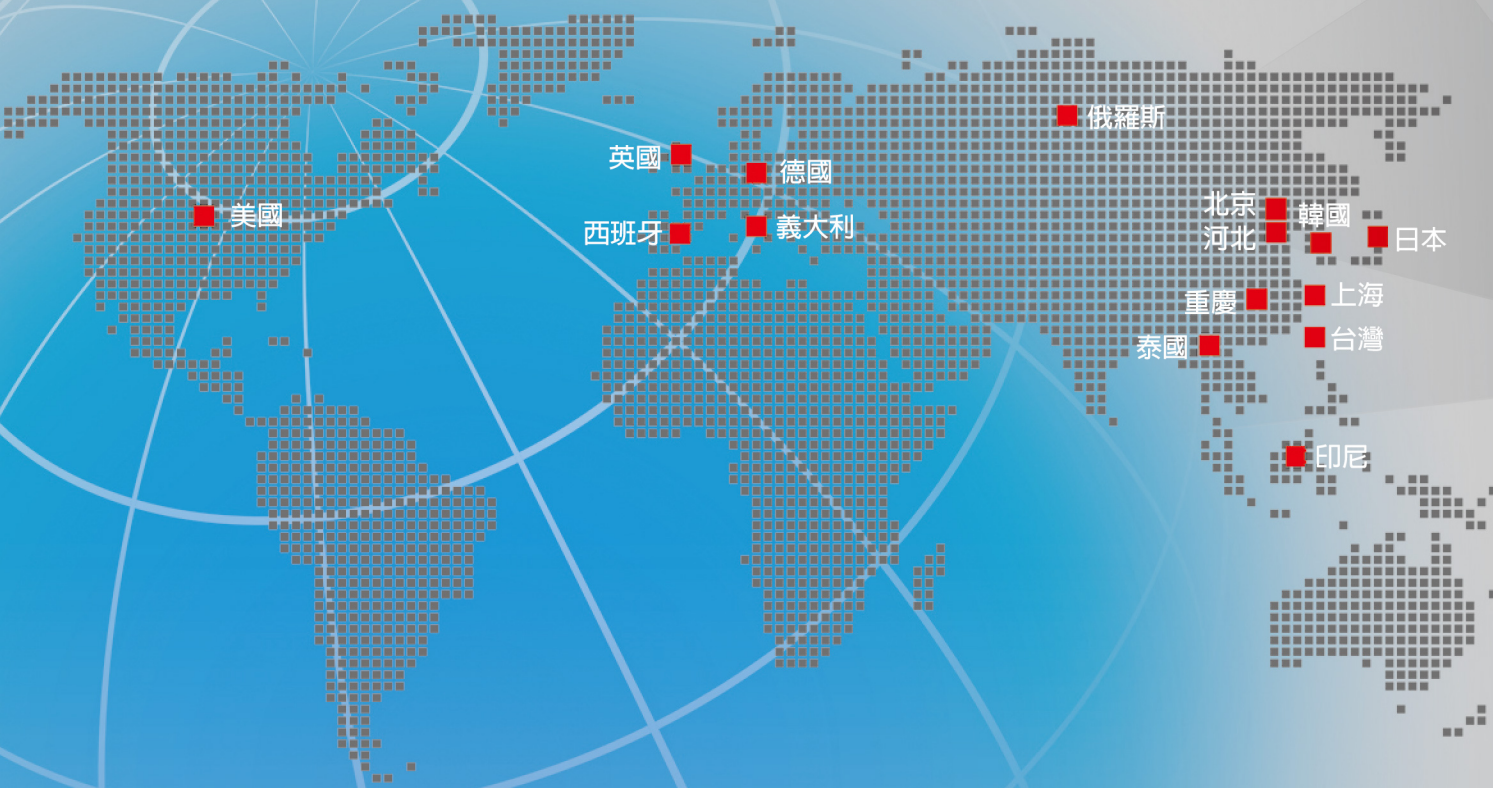 俄羅斯
英國
德國
北京
韓國
美國
西班牙
義大利
河北
日本
重慶
上海
泰國
台灣
印尼